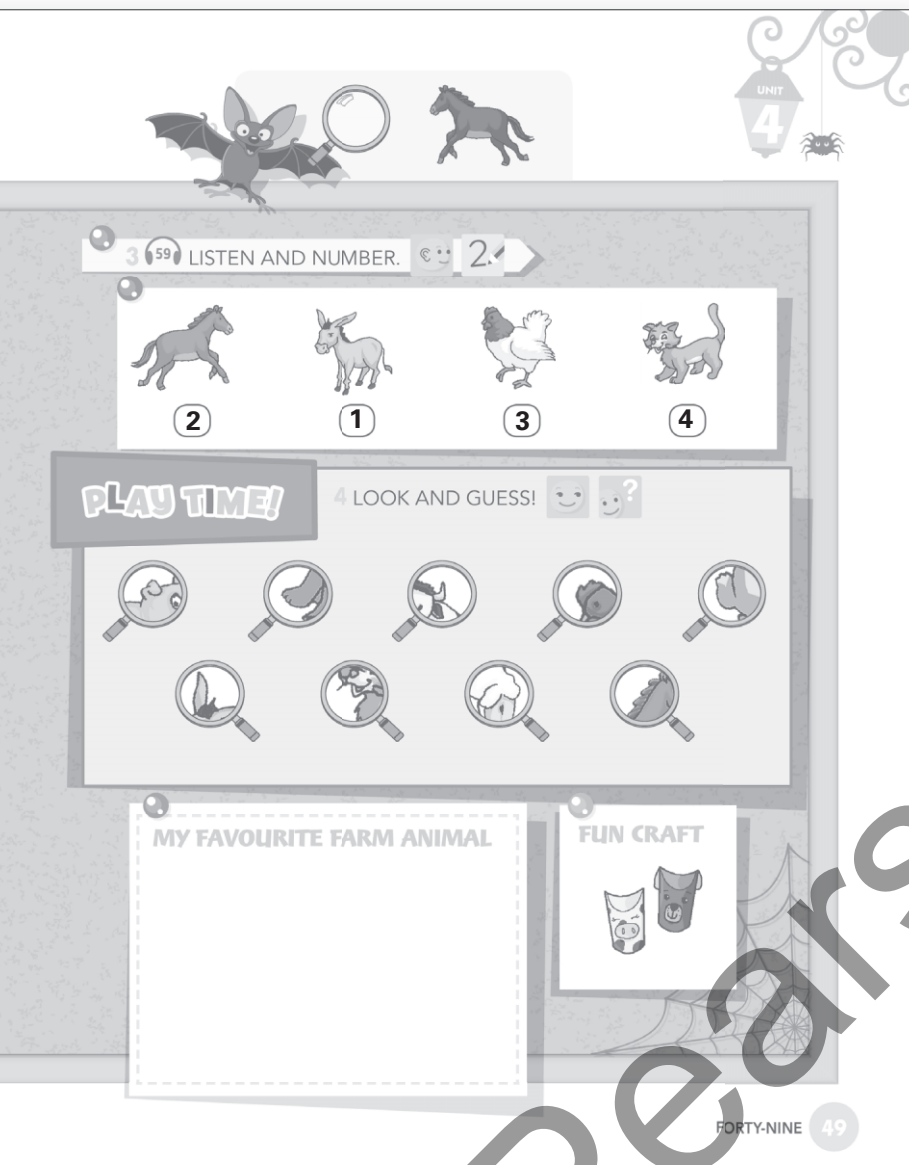 UNIT
4
3 59 LISTEN AND NUMBER. 2
2 1 3 4
PLAY TIME!
4 LOOK AND GUESS! ?
MY FAVOURITE FARM ANIMAL
FUN CRAFT
Pears
FORTY-NINE 49